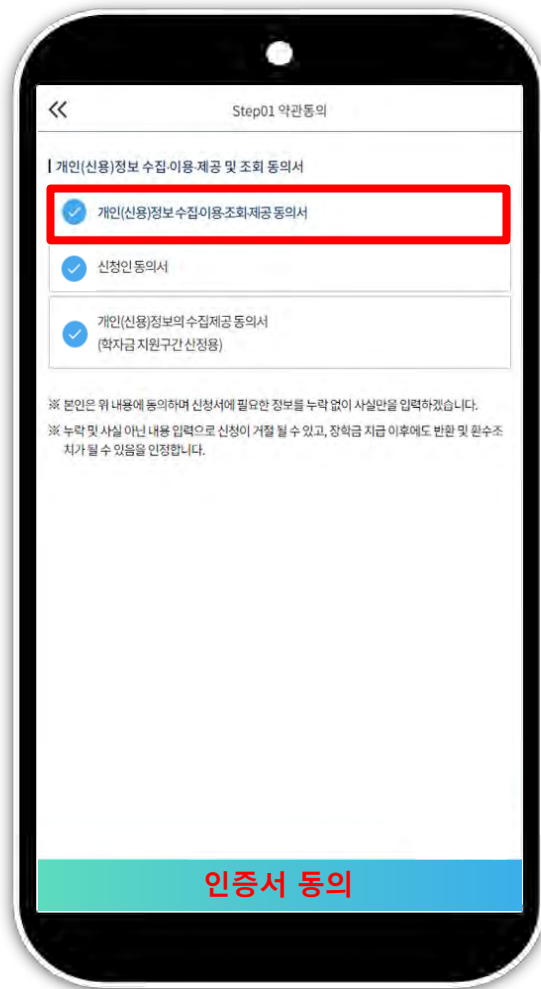 Step01 약관동의
개인(신용)정보 수집·이용·제공 및 조회 동의서
개인(신용)정보 수집·이용·조회·제공 동의서
신청인 동의서
개인(신용)정보의 수집제공 동의서
(학자금 지원구간 산정용)
※ 본인은 위 내용에 동의하며 신청서에 필요한 정보를 누락 없이 사실만을 입력하겠습니다.
※ 누락 및 사실 아닌 내용 입력으로 신청이 거절 될 수 있고, 장학금 지급 이후에도 반환 및 환수조
치가 될 수 있음을 인정합니다.
인증서 동의